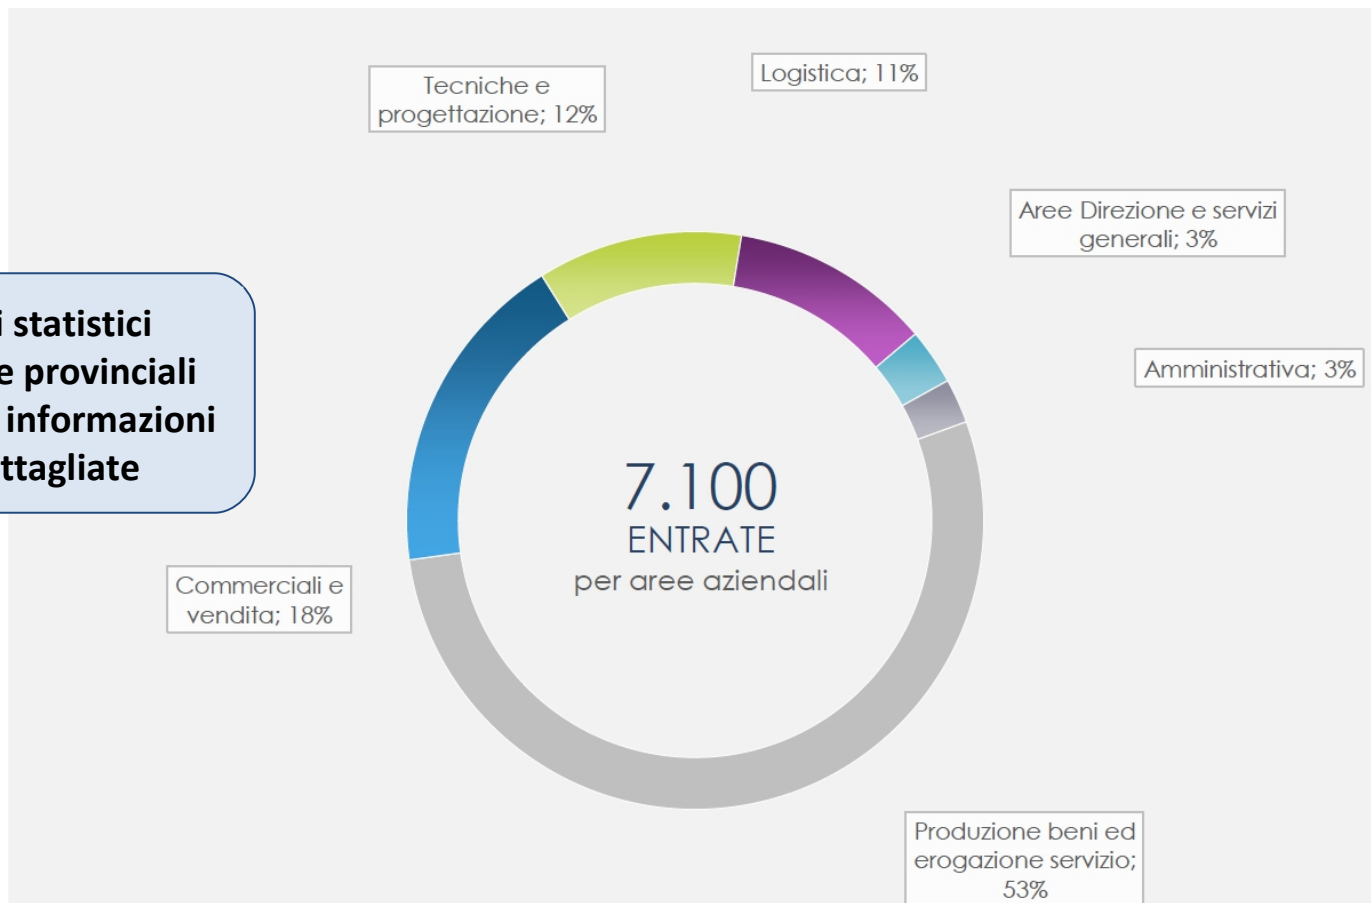 Tecniche e
progettazione; 12%
Logistica; 11%
Aree Direzione e servizi
generali; 3%
statistici
e provinciali
informazioni
Amministrativa; 3%
7.100
ENTRATE
per aree aziendali
Commerciali e
vendita; 18%
Produzione beni ed
erogazione servizio;
53%